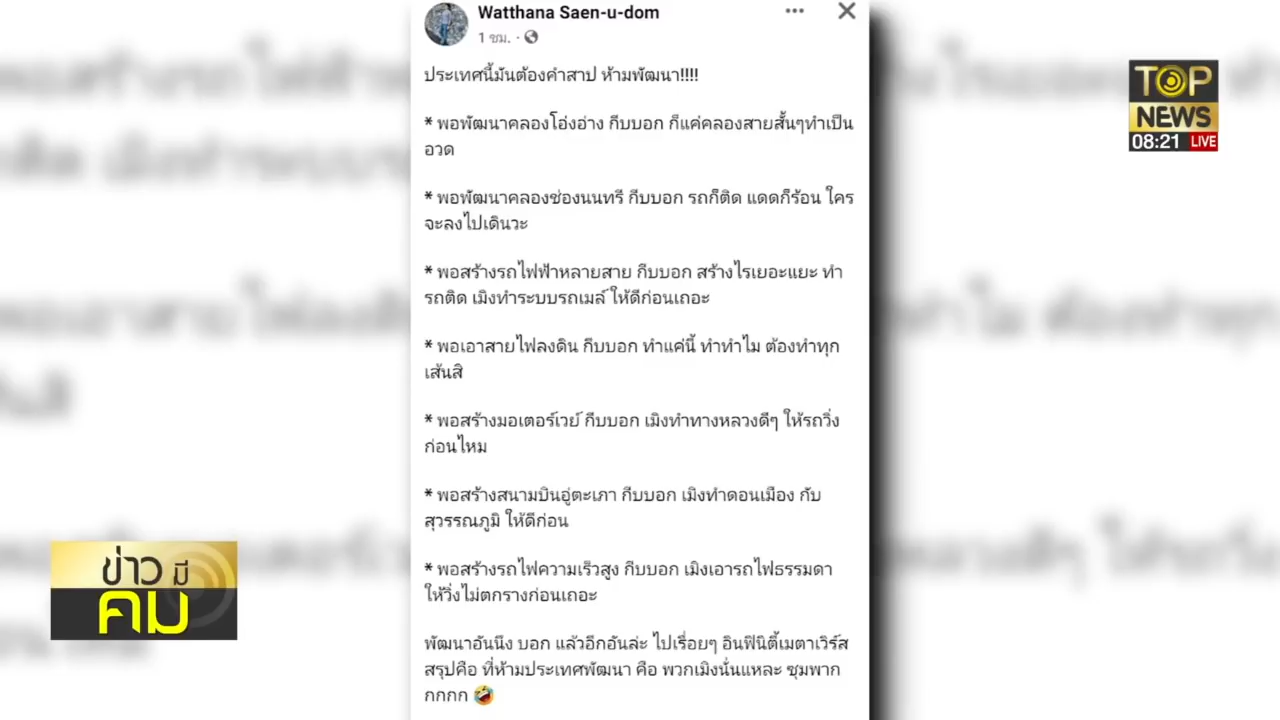 Watthana Saen-u-dom
1 ชม.
ประเทศนี้มันต้องคำสาป ห้ามพัฒนา!!!!
* พอพัฒนาคลองโอ่งอ่าง กีบบอก ก็แค่คลองสายสั้นๆทำเป็น
อวด
* พอพัฒนาคลองช่องนนทรี กีบบอก รถก็ติด แดดก็ร้อน ใคร
จะลงไปเดินวะ
* พอสร้างรถไฟฟ้าหลายสาย กีบบอก สร้างไรเยอะแยะ ทำ
รถติด เมิงทำระบบรถเมล์ ให้ดีก่อนเถอะ
* พอเอาสายไฟลงดิน กีบบอก ทำแค่นี้ ทำทำไม ต้องทำทุก
เส้นสิ
* พอสร้างมอเตอร์เวย์ กีบบอก เมิงทำทางหลวงดีๆ ให้รถวิ่ง
ก่อนไหม
* พอสร้างสนามบินอู่ตะเภา กีบบอก เมิงทำดอนเมือง กับ
สุวรรณภูมิ ให้ดีก่อน
* พอสร้างรถไฟความเร็วสูง กีบบอก เมิงเอารถไฟธรรมดา
ให้วิ่งไม่ตกรางก่อนเถอะ
พัฒนาอันนึง บอก แล้วอีกอันล่ะ ไปเรื่อยๆ อินฟินิตี้เมตาเวิร์ส
สรุปคือ ที่ห้ามประเทศพัฒนา คือ พวกเมิงนั่นแหละ ซุมพาก
กกกก 🤣
TOP
NEWS
08:21 LIVE
ข่าวมี
คม